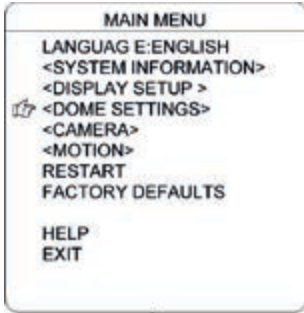 MAIN MENU
LANGUAG E:ENGLISH
<SYSTEM INFORMATION>
<DISPLAY SETUP >
<DOME SETTINGS>
<CAMERA>
<MOTION>
RESTART
FACTORY DEFAULTS
HELP
EXIT